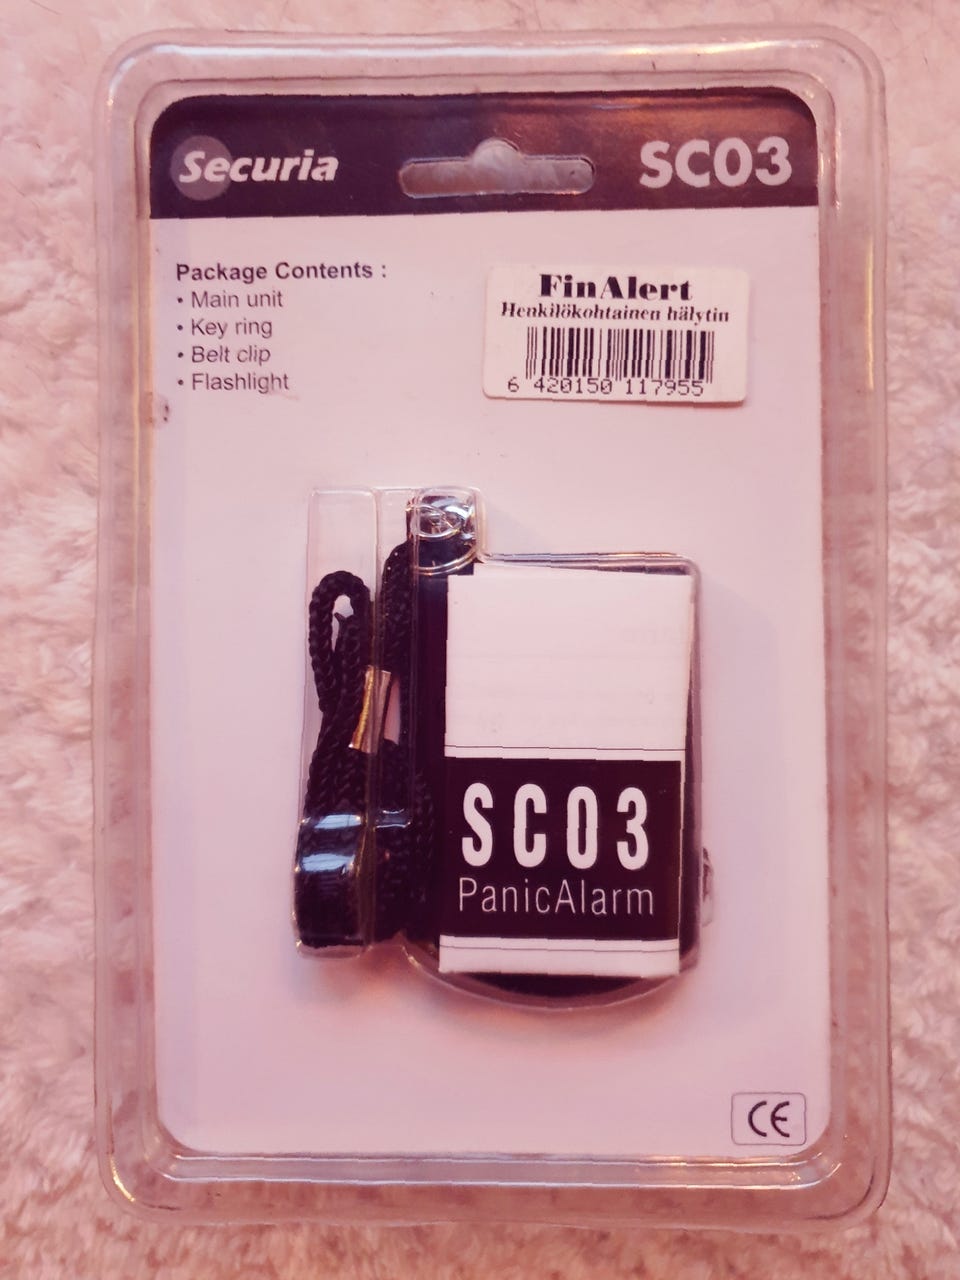 Securia
SC03
Package Contents :
• Main unit
• Key ring
• Belt clip
• Flashlight
FinAlert
Henkilökohtainen hälytin
6 420150 117955
SC03
PanicAlarm
CE